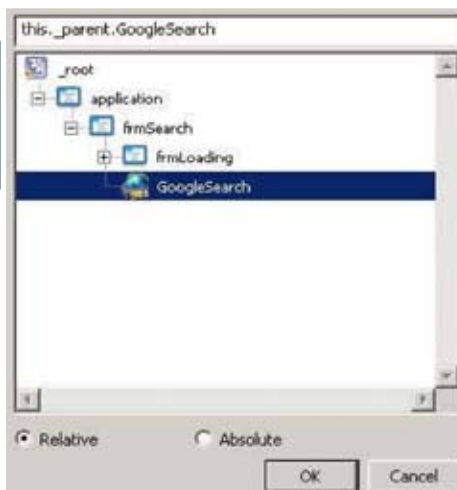 this._parent.GoogleSearch
_root
application
frmSearch
frmLoading
GoogleSearch
Relative
Absolute
OK
Cancel